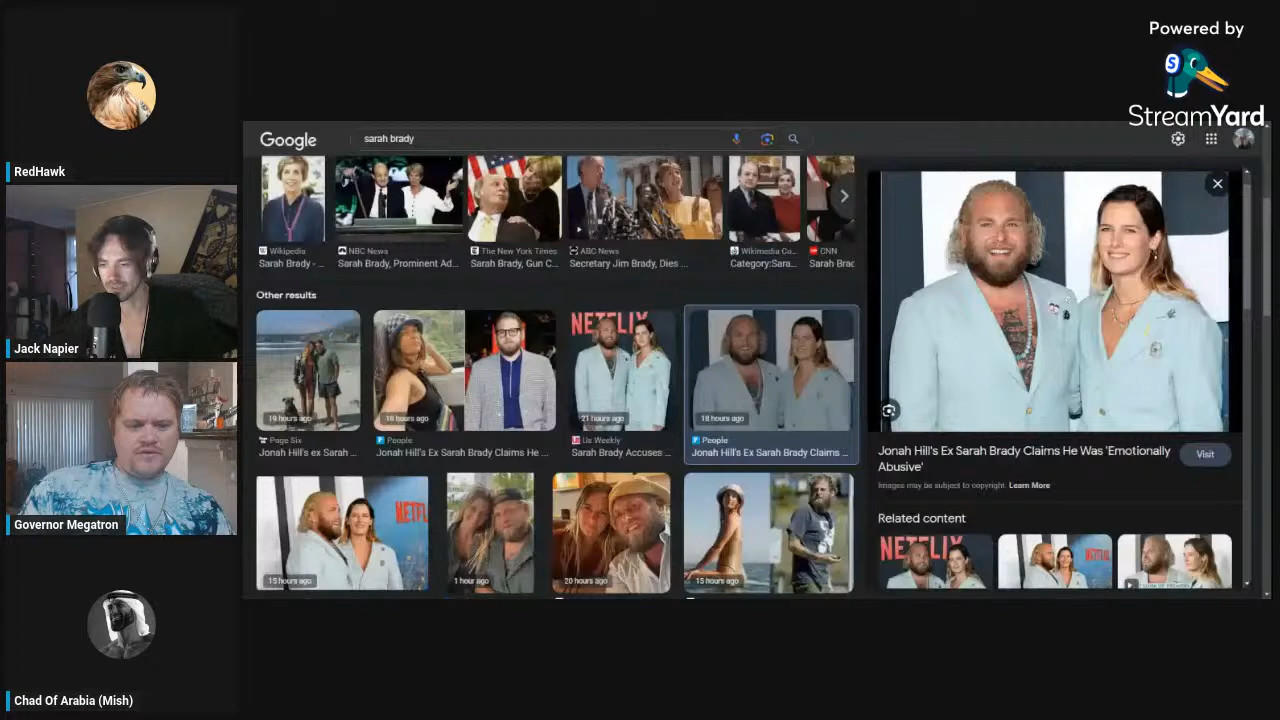 Powered by
StreamYard
RedHawk
Jack Napier
Governor Megatron
Chad Of Arabia (Mish)
Google
sarah brady
Wikipedia
Sarah Brady - ...
NBC News
Sarah Brady, Prominent Ad...
The New York Times
Sarah Brady, Gun C...
ABC News
Secretary Jim Brady, Dies ...
Wikimedia Co...
Category:Sara...
CNN
Sarah Brad
Other results
19 hours ago
Page Six
Jonah Hill's ex Sarah ...
18 hours ago
People
Jonah Hill's Ex Sarah Brady Claims He ...
NETFLIX
21 hours ago
Us Weekly
Sarah Brady Accuses ...
18 hours ago
People
Jonah Hill's Ex Sarah Brady Claims ...
NETFL
15 hours ago
1 hour ago
20 hours ago
15 hours ago
Jonah Hill's Ex Sarah Brady Claims He Was 'Emotionally
Abusive'
Visit
Images may be subject to copyright. Learn More
Related content
NETFLIX
NETFLIX